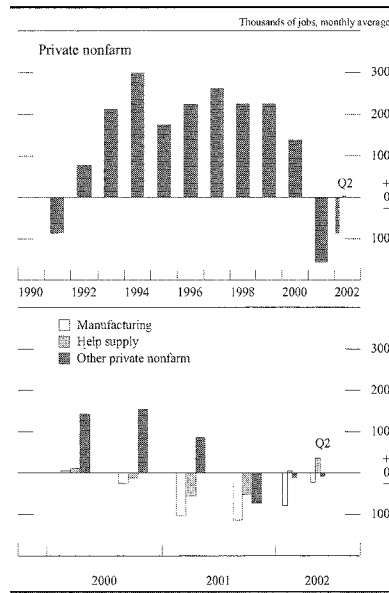 Thousands of jobs, monthly average
Private nonfarm
300
200
100
Q2
+
0
–
100
1990 1992 1994 1996 1998 2000 2002
Manufacturing
Help supply
Other private nonfarm
300
200
100
Q2
+
0
–
100
2000 2001 2002